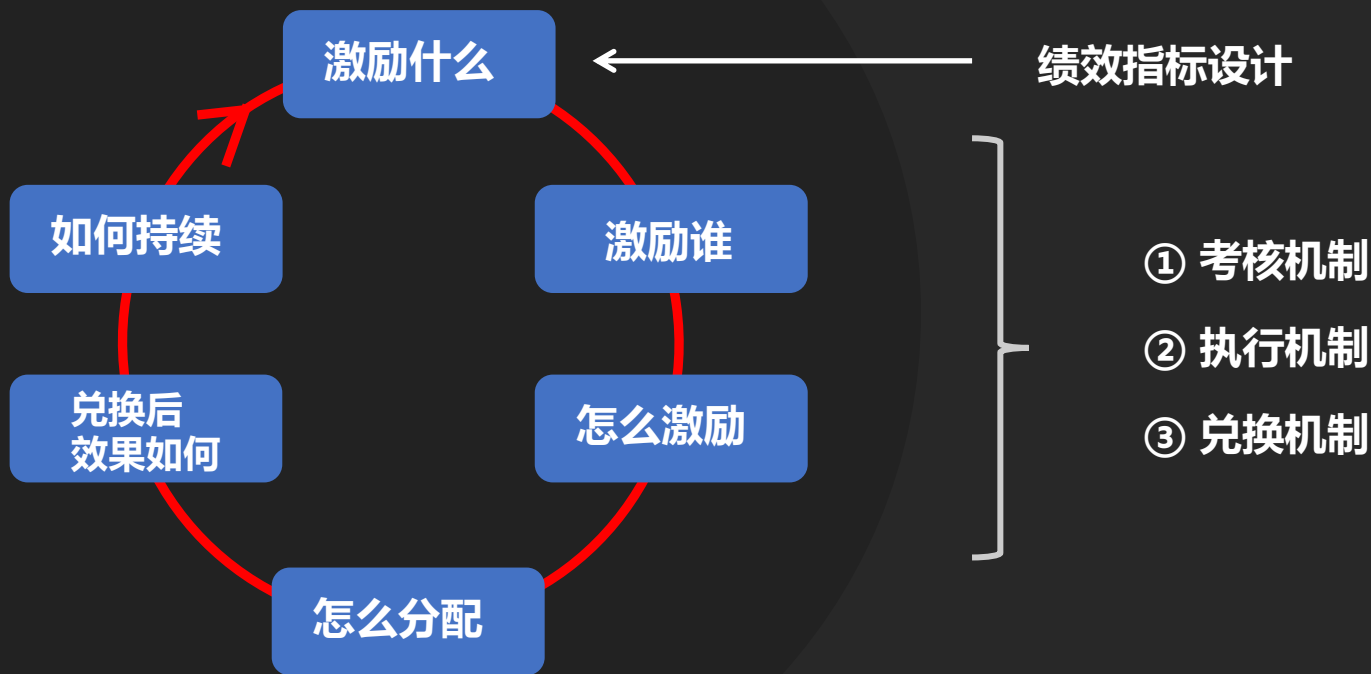 激励什么
绩效指标设计
如何持续
激励谁
① 考核机制
② 执行机制
兑换后
效果如何
怎么激励
③ 兑换机制
怎么分配